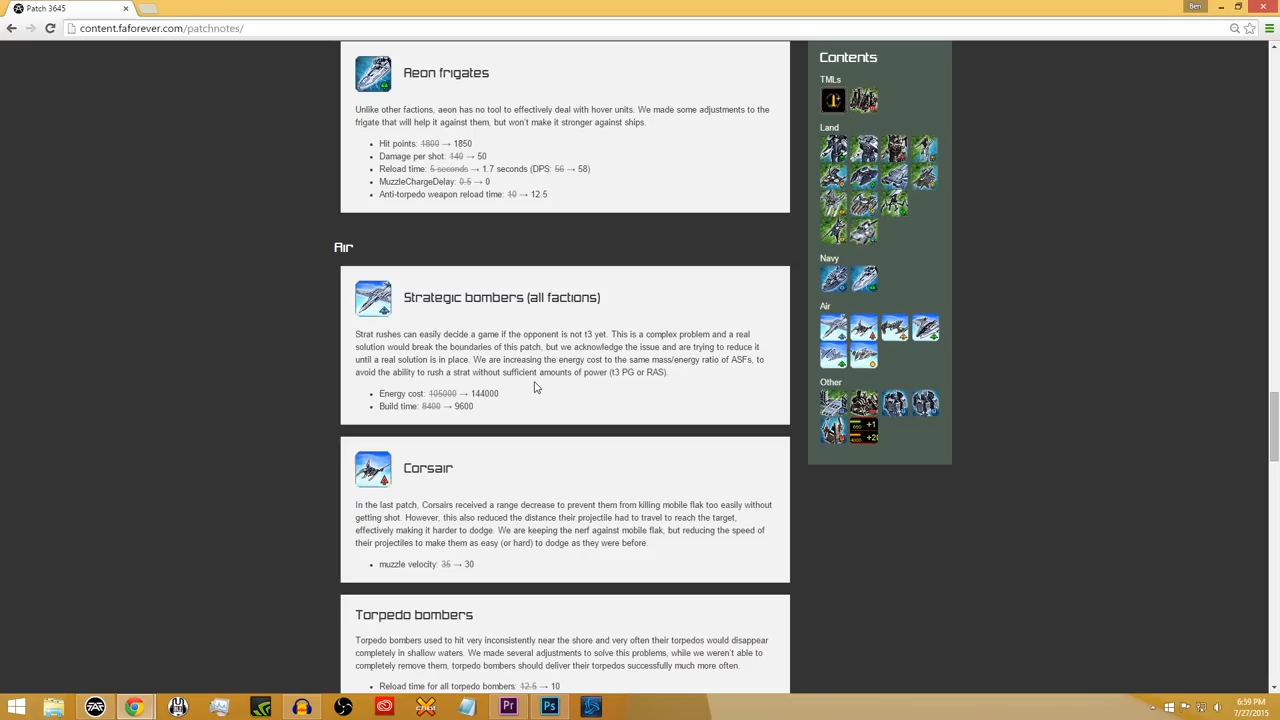 Patch 3645
Ben
content.faforever.com/patchnotes/
Aeon frigates
Unlike other factions, aeon has no tool to effectively deal with hover units. We made some adjustments to the
frigate that will help it against them, but won't make it stronger against ships.
• Hit points: 1800 → 1850
• Damage per shot: 140 → 50
• Reload time: 5 seconds → 1.7 seconds (DPS: 56 → 58)
• MuzzleChargeDelay: 0.5 → 0
• Anti-torpedo weapon reload time: 10 → 12.5
Air
Strategic bombers (all factions)
Strat rushes can easily decide a game if the opponent is not t3 yet. This is a complex problem and a real
solution would break the boundaries of this patch, but we acknowledge the issue and are trying to reduce it
until a real solution is in place. We are increasing the energy cost to the same mass/energy ratio of ASFs, to
avoid the ability to rush a strat without sufficient amounts of power (t3 PG or RAS).
• Energy cost: 105000 → 144000
• Build time: 8400 → 9600
Corsair
In the last patch, Corsairs received a range decrease to prevent them from killing mobile flak too easily without
getting shot. However, this also reduced the distance their projectile had to travel to reach the target,
effectively making it harder to dodge. We are keeping the nerf against mobile flak, but reducing the speed of
their projectiles to make them as easy (or hard) to dodge as they were before.
• muzzle velocity: 35 → 30
Torpedo bombers
Torpedo bombers used to hit very inconsistently near the shore and very often their torpedos would disappear
completely in shallow waters. We made several adjustments to solve this problems, while we weren't able to
completely remove them, torpedo bombers should deliver their torpedos successfully much more often.
• Reload time for all torpedo bombers: 12.5 → 10
Contents
TMLs
Land
Navy
Air
Other
+1
Pr
Ps
6:59 PM
7/27/2015